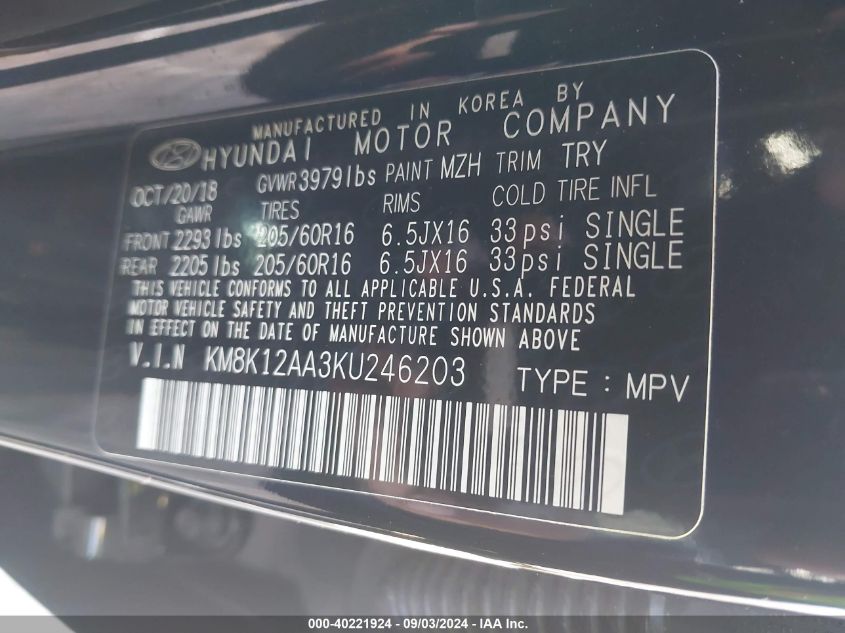 MANUFACTURED IN KOREA BY
HYUNDAI MOTOR COMPANY
OCT/20/18 GVWR 3979lbs PAINT MZH TRIM TRY
GAWR TIRES RIMS COLD TIRE INFL
FRONT 2293 lbs 205/60R16 6.5JX16 33psi SINGLE
REAR 2205 lbs 205/60R16 6.5JX16 33psi SINGLE
THIS VEHICLE CONFORMS TO ALL APPLICABLE U.S.A. FEDERAL
MOTOR VEHICLE SAFETY AND THEFT PREVENTION STANDARDS
IN EFFECT ON THE DATE OF MANUFACTURE SHOWN ABOVE
V.I.N KM8K12AA3KU246203 TYPE : MPV
000-40221924 - 09/03/2024 - IAA Inc.